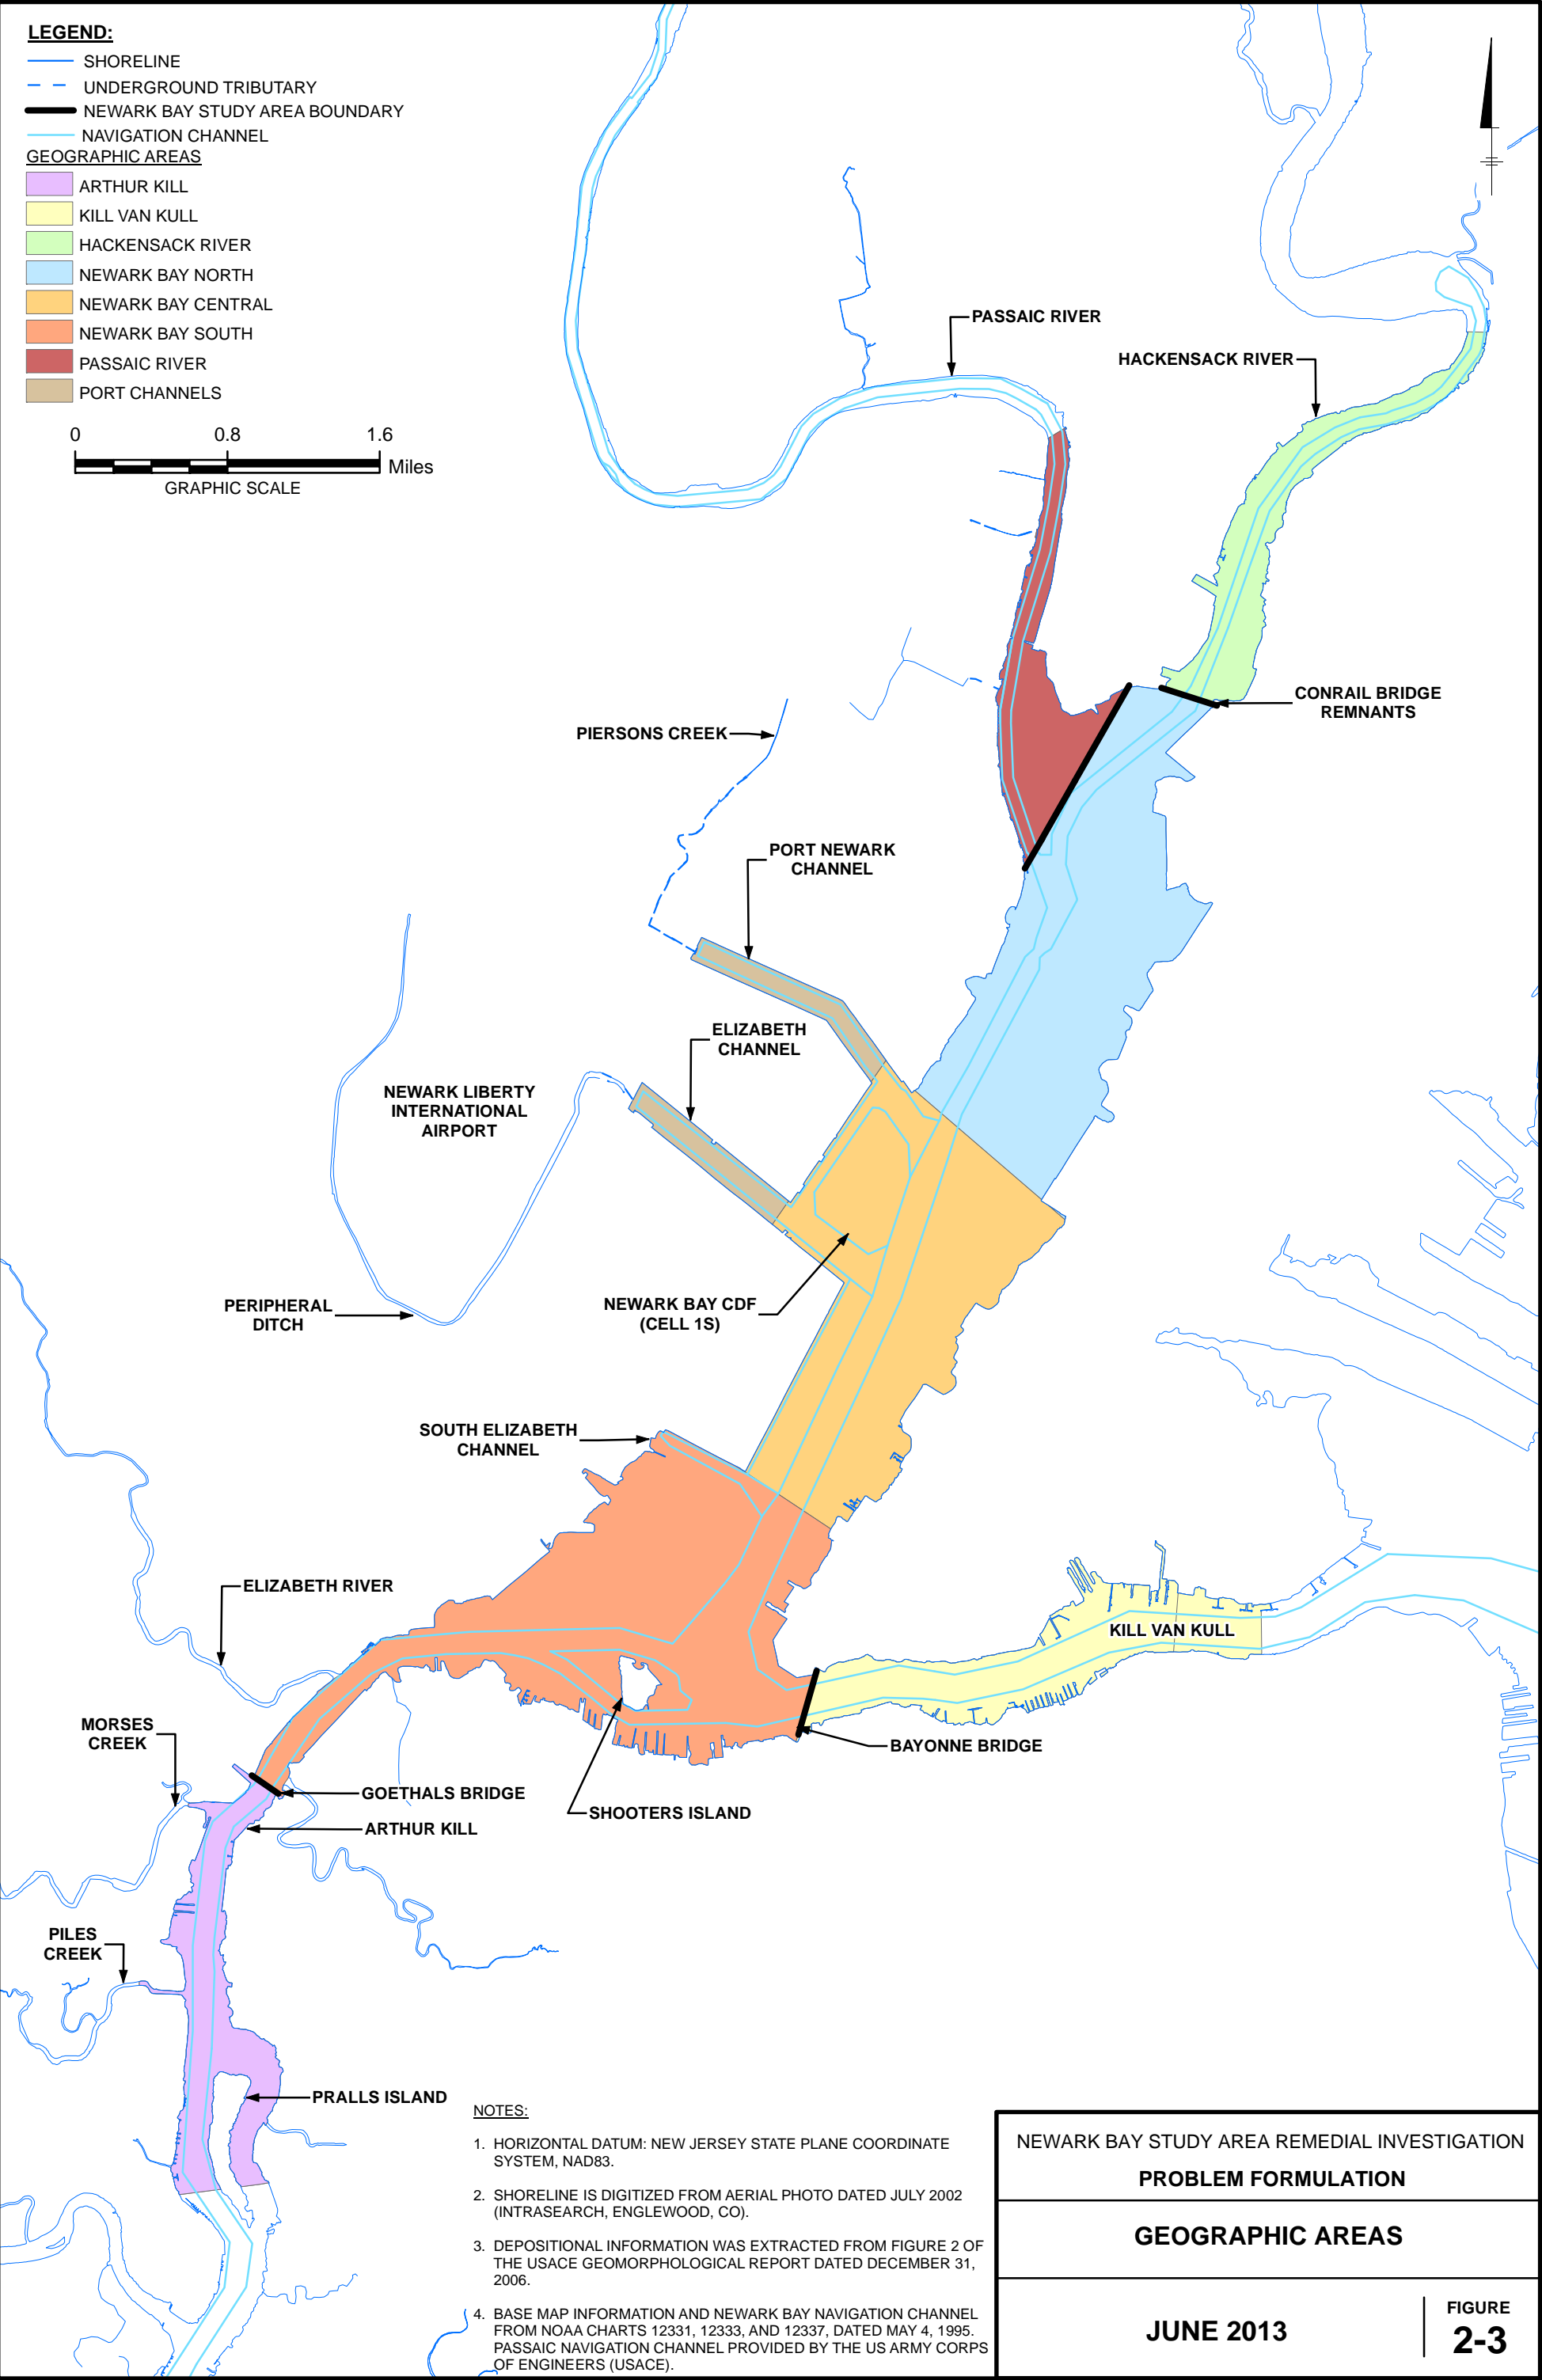 LEGEND:
SHORELINE
UNDERGROUND TRIBUTARY
NEWARK BAY STUDY AREA BOUNDARY
NAVIGATION CHANNEL
GEOGRAPHIC AREAS
ARTHUR KILL
KILL VAN KULL
HACKENSACK RIVER
NEWARK BAY NORTH
NEWARK BAY CENTRAL
NEWARK BAY SOUTH
PASSAIC RIVER
PORT CHANNELS
0 0.8 1.6
Miles
GRAPHIC SCALE
PASSAIC RIVER
HACKENSACK RIVER
CONRAIL BRIDGE
REMNANTS
PIERSONS CREEK
PORT NEWARK
CHANNEL
ELIZABETH
CHANNEL
NEWARK LIBERTY
INTERNATIONAL
AIRPORT
PERIPHERAL
DITCH
NEWARK BAY CDF
(CELL 1S)
SOUTH ELIZABETH
CHANNEL
ELIZABETH RIVER
KILL VAN KULL
MORSES
CREEK
BAYONNE BRIDGE
GOETHALS BRIDGE
SHOOTERS ISLAND
ARTHUR KILL
PILES
CREEK
PRALLS ISLAND
NOTES:
1. HORIZONTAL DATUM: NEW JERSEY STATE PLANE COORDINATE
SYSTEM, NAD83.
2. SHORELINE IS DIGITIZED FROM AERIAL PHOTO DATED JULY 2002
(INTRASEARCH, ENGLEWOOD, CO).
3. DEPOSITIONAL INFORMATION WAS EXTRACTED FROM FIGURE 2 OF
THE USACE GEOMORPHOLOGICAL REPORT DATED DECEMBER 31,
2006.
4. BASE MAP INFORMATION AND NEWARK BAY NAVIGATION CHANNEL
FROM NOAA CHARTS 12331, 12333, AND 12337, DATED MAY 4, 1995.
PASSAIC NAVIGATION CHANNEL PROVIDED BY THE US ARMY CORPS
OF ENGINEERS (USACE).
NEWARK BAY STUDY AREA REMEDIAL INVESTIGATION
PROBLEM FORMULATION
GEOGRAPHIC AREAS
JUNE 2013
FIGURE
2-3